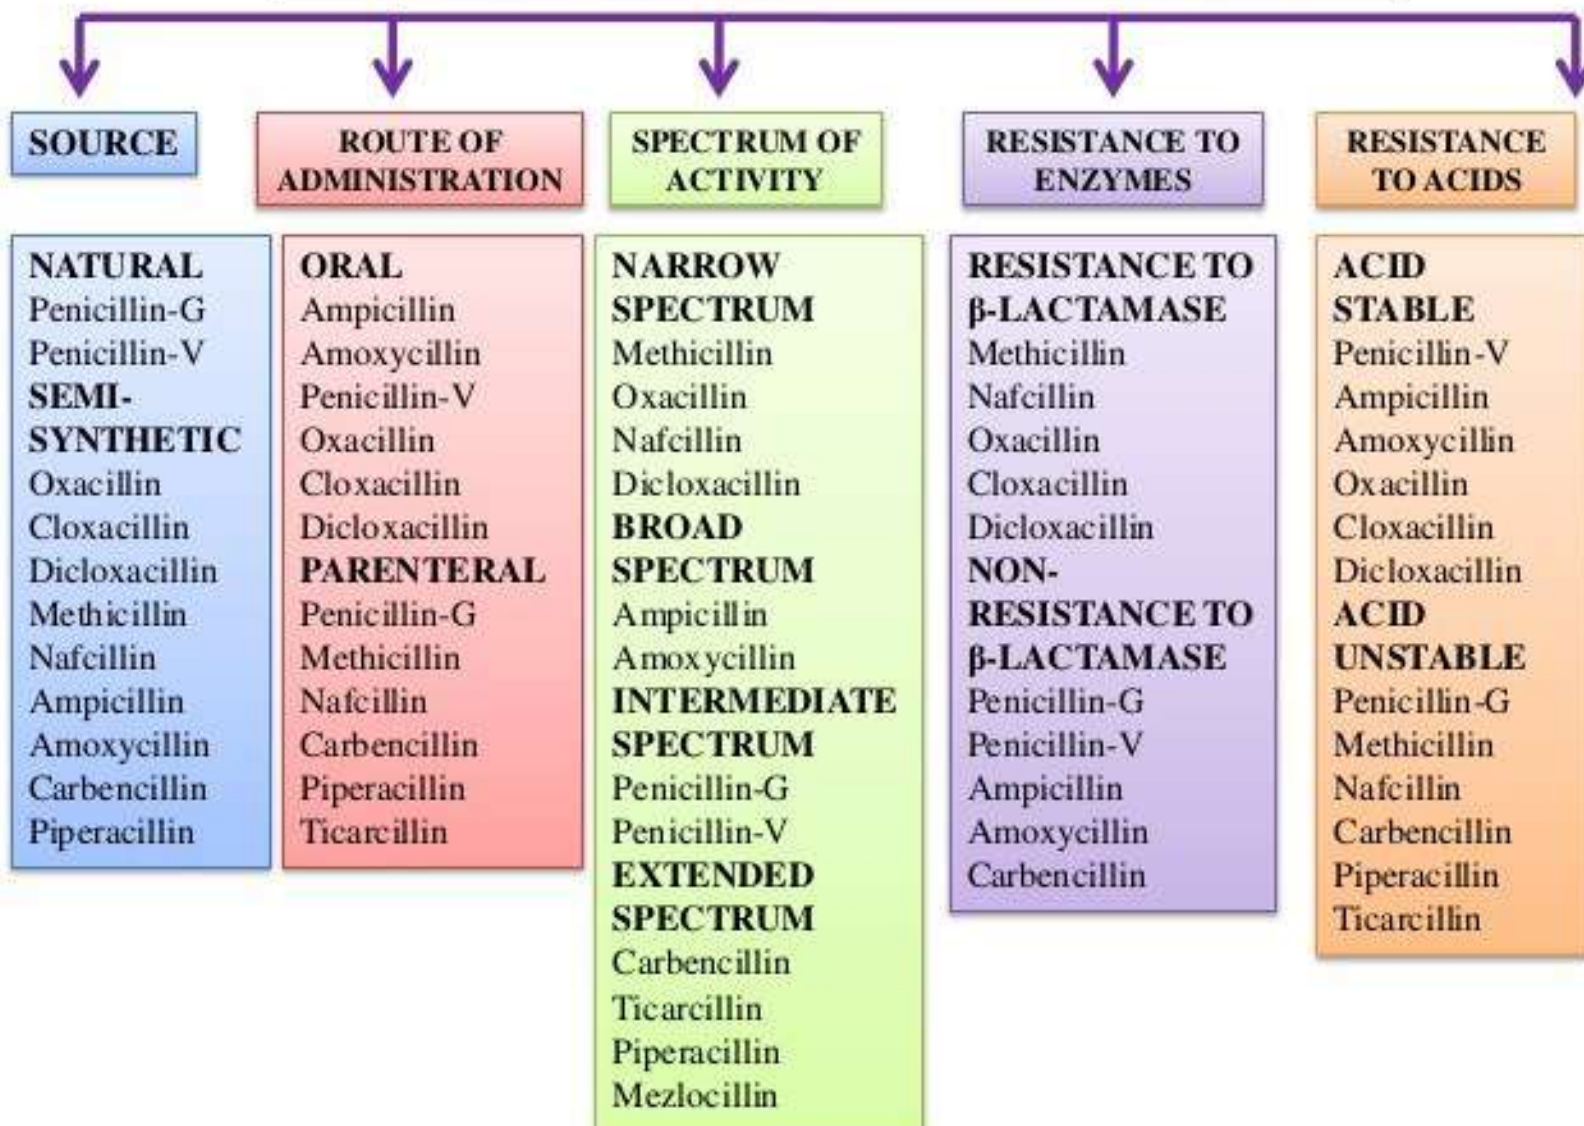 SOURCE
NATURAL
Penicillin-G
Penicillin-V
SEMI-
SYNTHETIC
Oxacillin
Cloxacillin
Dicloxacillin
Methicillin
Nafcillin
Ampicillin
Amoxycillin
Carbencillin
Piperacillin
ROUTE OF
ADMINISTRATION
ORAL
Ampicillin
Amoxycillin
Penicillin-V
Oxacillin
Cloxacillin
Dicloxacillin
PARENTERAL
Penicillin-G
Methicillin
Nafcillin
Carbencillin
Piperacillin
Ticarcillin
SPECTRUM OF
ACTIVITY
NARROW
SPECTRUM
Methicillin
Oxacillin
Nafcillin
Dicloxacillin
BROAD
SPECTRUM
Ampicillin
Amoxycillin
INTERMEDIATE
SPECTRUM
Penicillin-G
Penicillin-V
EXTENDED
SPECTRUM
Carbencillin
Ticarcillin
Piperacillin
Mezlocillin
RESISTANCE TO
ENZYMES
RESISTANCE TO
β-LACTAMASE
Methicillin
Nafcillin
Oxacillin
Cloxacillin
Dicloxacillin
NON-
RESISTANCE TO
β-LACTAMASE
Penicillin-G
Penicillin-V
Ampicillin
Amoxycillin
Carbencillin
RESISTANCE
TO ACIDS
ACID
STABLE
Penicillin-V
Ampicillin
Amoxycillin
Oxacillin
Cloxacillin
Dicloxacillin
ACID
UNSTABLE
Penicillin-G
Methicillin
Nafcillin
Carbencillin
Piperacillin
Ticarcillin